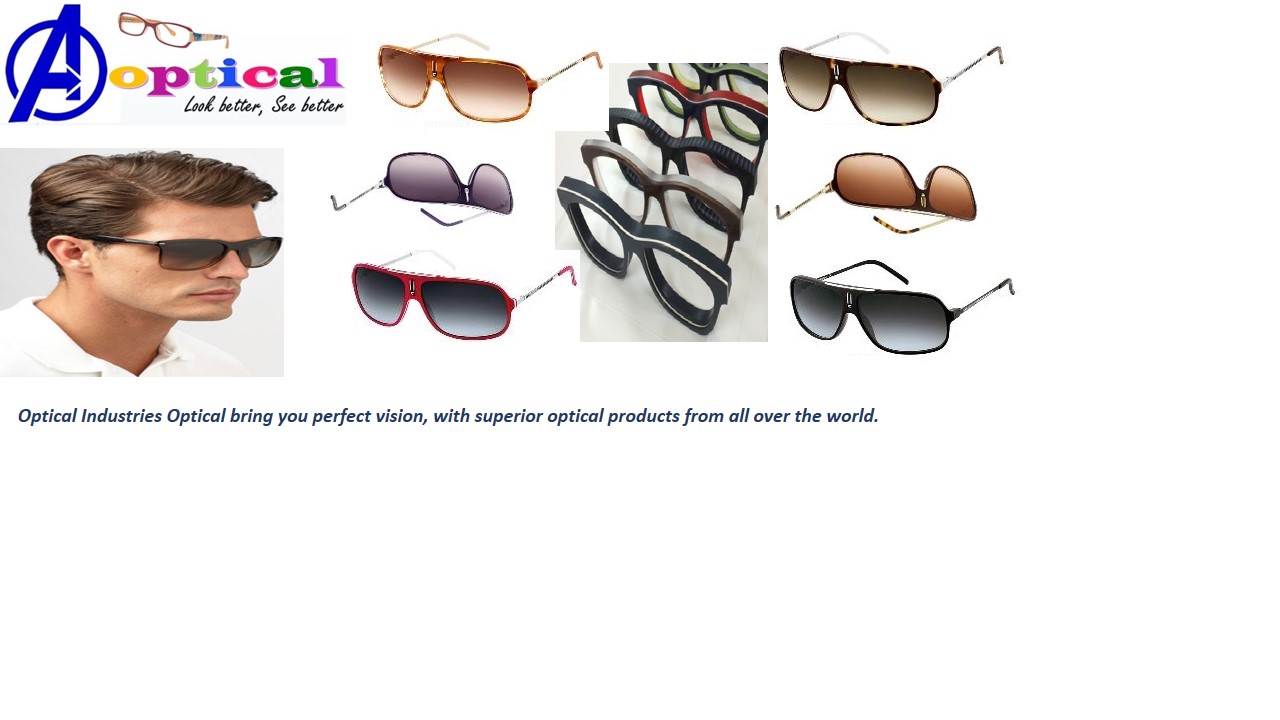 A optical
Look better, See better
Optical Industries Optical bring you perfect vision, with superior optical products from all over the world.